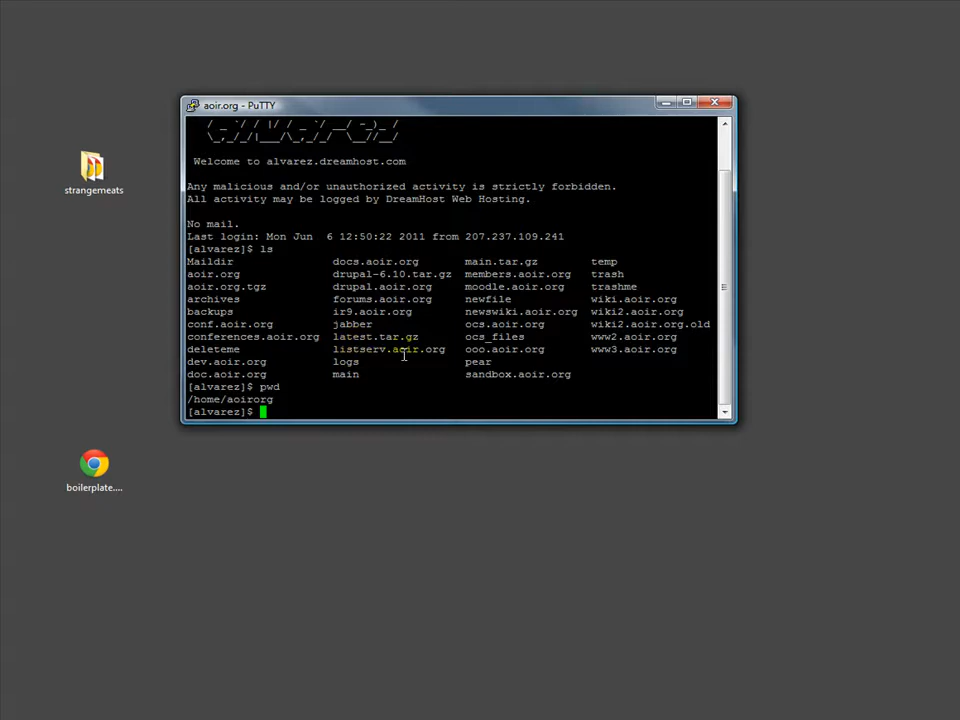 aoir.org - PuTTY
Welcome to alvarez.dreamhost.com
Any malicious and/or unauthorized activity is strictly forbidden.
All activity may be logged by DreamHost Web Hosting.
No mail.
Last login: Mon Jun  6 12:50:22 2011 from 207.237.109.241
[alvarez]$ ls
Maildir docs.aoir.org main.tar.gz temp
aoir.org drupal-6.10.tar.gz members.aoir.org trash
aoir.org.tgz drupal.aoir.org moodle.aoir.org trashme
archives forums.aoir.org newfile wiki.aoir.org
backups ir9.aoir.org newswiki.aoir.org wiki2.aoir.org
conf.aoir.org jabber ocs.aoir.org wiki2.aoir.org.old
conferences.aoir.org latest.tar.gz ocs_files www2.aoir.org
deleteme listserv.aoir.org ooo.aoir.org www3.aoir.org
dev.aoir.org logs pear
doc.aoir.org main sandbox.aoir.org
[alvarez]$ pwd
/home/aoirorg
[alvarez]$
strangemeats
boilerplate....